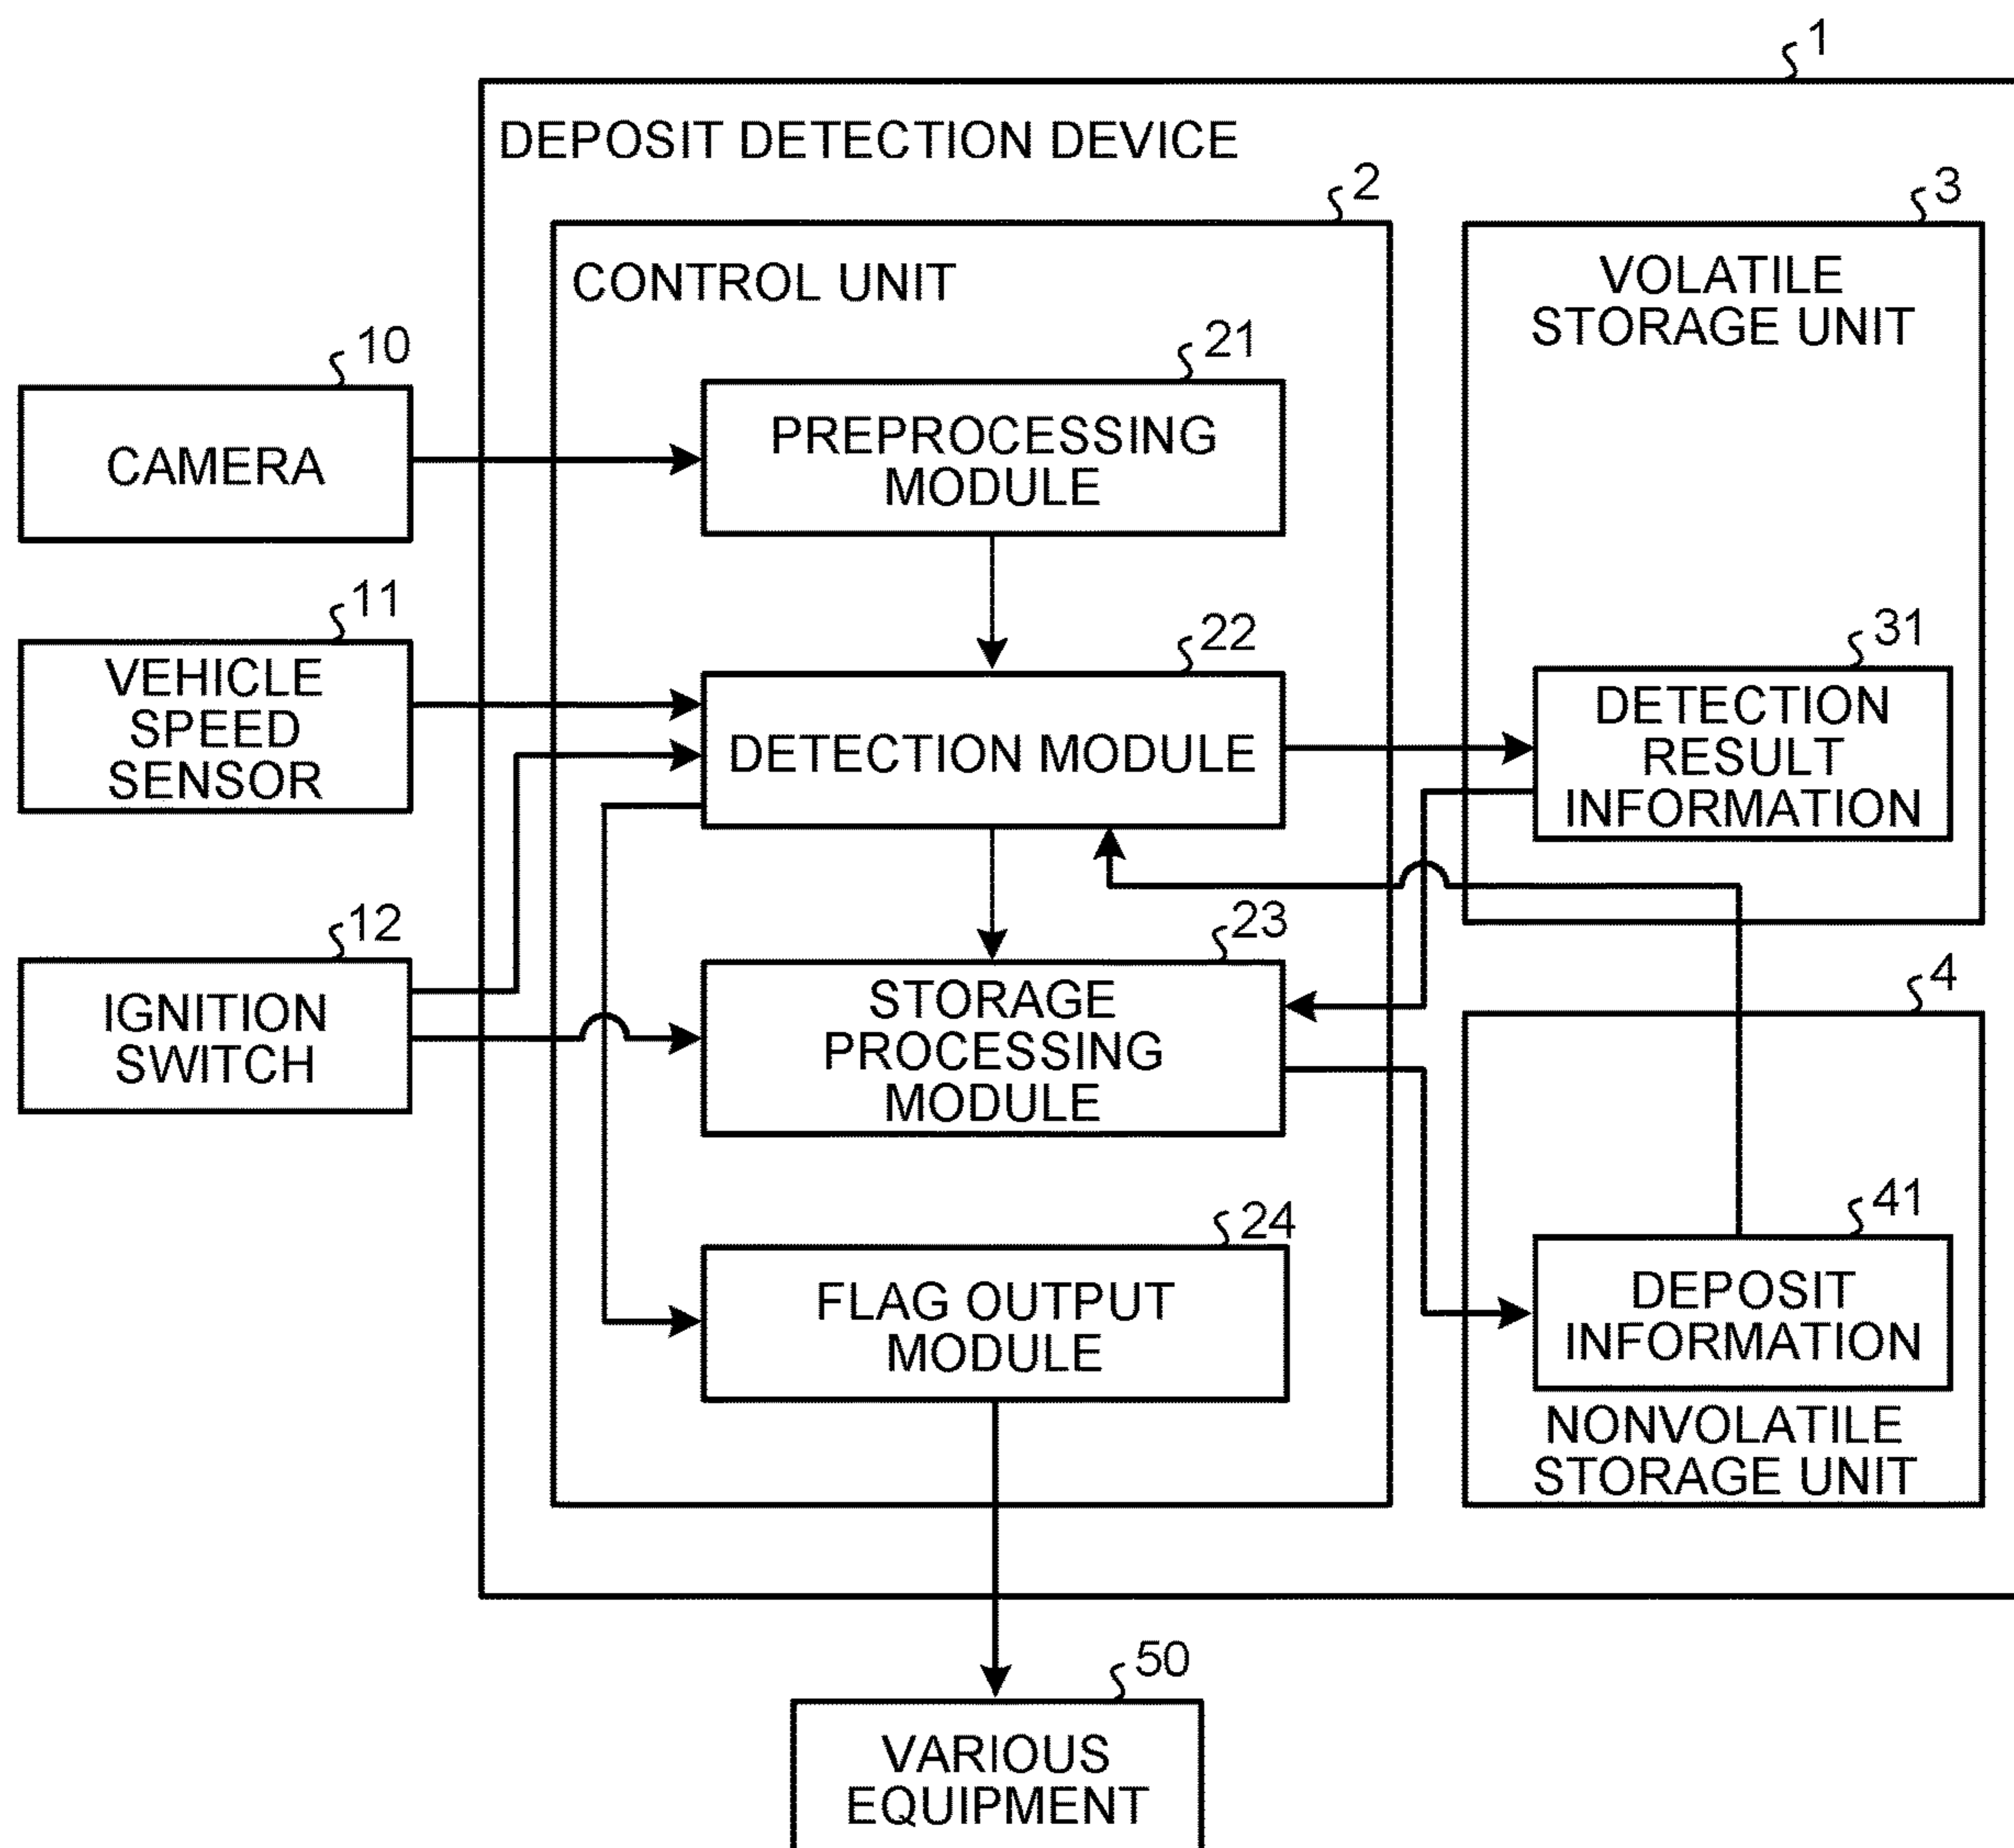 1
DEPOSIT DETECTION DEVICE
2
CONTROL UNIT
3
VOLATILE
STORAGE UNIT
10
CAMERA
21
PREPROCESSING
MODULE
11
VEHICLE
SPEED
SENSOR
22
DETECTION MODULE
31
DETECTION
RESULT
INFORMATION
12
IGNITION
SWITCH
23
STORAGE
PROCESSING
MODULE
4
41
DEPOSIT
INFORMATION
NONVOLATILE
STORAGE UNIT
24
FLAG OUTPUT
MODULE
50
VARIOUS
EQUIPMENT